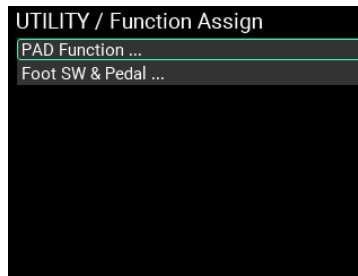 UTILITY / Function Assign
PAD Function ...
Foot SW & Pedal ...